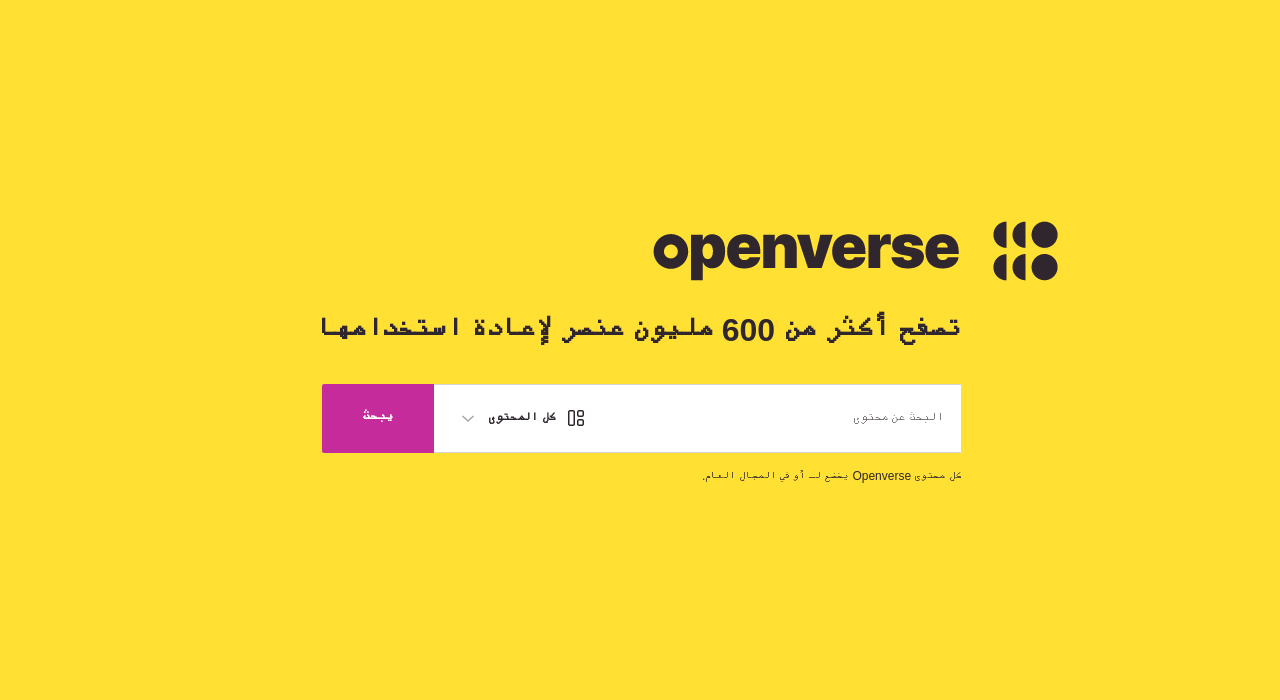 openverse
تصفح أكثر من 600 مليون عنصر لإعادة استخدامها
البحث عن محتوى
كل المحتوى
يبحث
كل محتوى Openverse يخضع لـ أو في المجال العام.